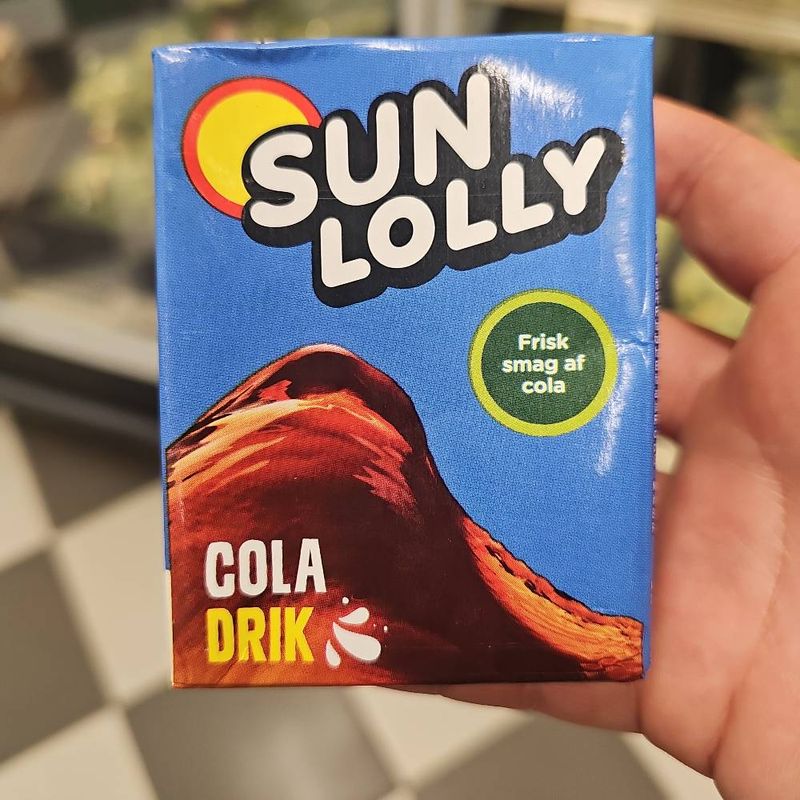 SUN
LOLLY
Frisk
smag af
cola
COLA
DRIK